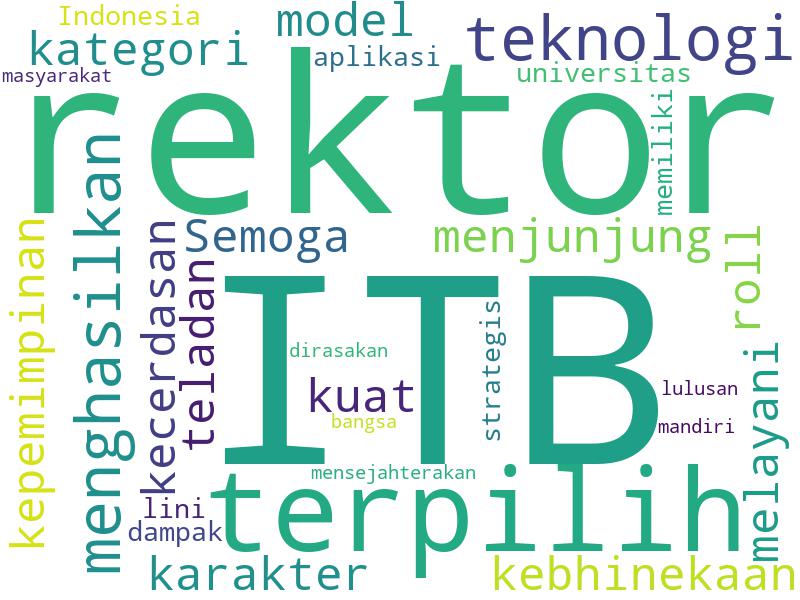 Indonesia
model
teknologi
kategori
aplikasi
masyarakat
universitas
rektor
memiliki
menghasilkan
kepemimpinan
kecerdasan
Semoga
menjunjung
roll
teladan
ITB
dirasakan
strategis
kuat
lulusan
bangsa
mandiri
melayani
mensejahterakan
terpilih
lini
dampak
karakter
kebhinekaan